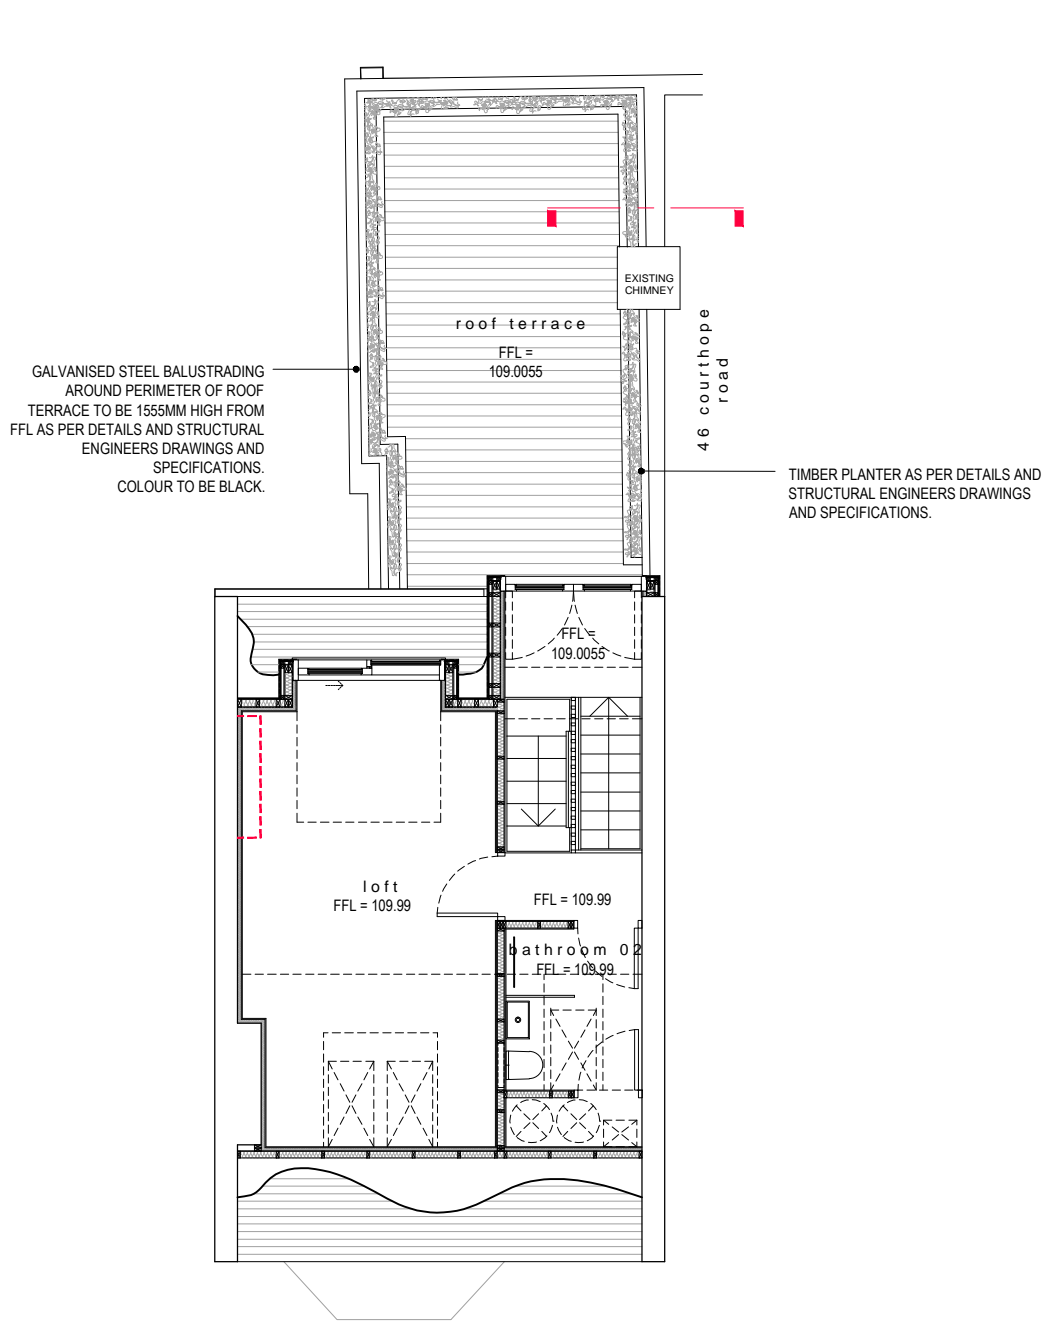 EXISTING
CHIMNEY
roof terrace
FFL =
109.0055
46 courthope
road
GALVANISED STEEL BALUSTRADING
AROUND PERIMETER OF ROOF
TERRACE TO BE 1555MM HIGH FROM
FFL AS PER DETAILS AND STRUCTURAL
ENGINEERS DRAWINGS AND
SPECIFICATIONS.
COLOUR TO BE BLACK.
TIMBER PLANTER AS PER DETAILS AND
STRUCTURAL ENGINEERS DRAWINGS
AND SPECIFICATIONS.
FFL =
109.0055
loft
FFL = 109.99
FFL = 109.99
bathroom 02
FFL = 109.99